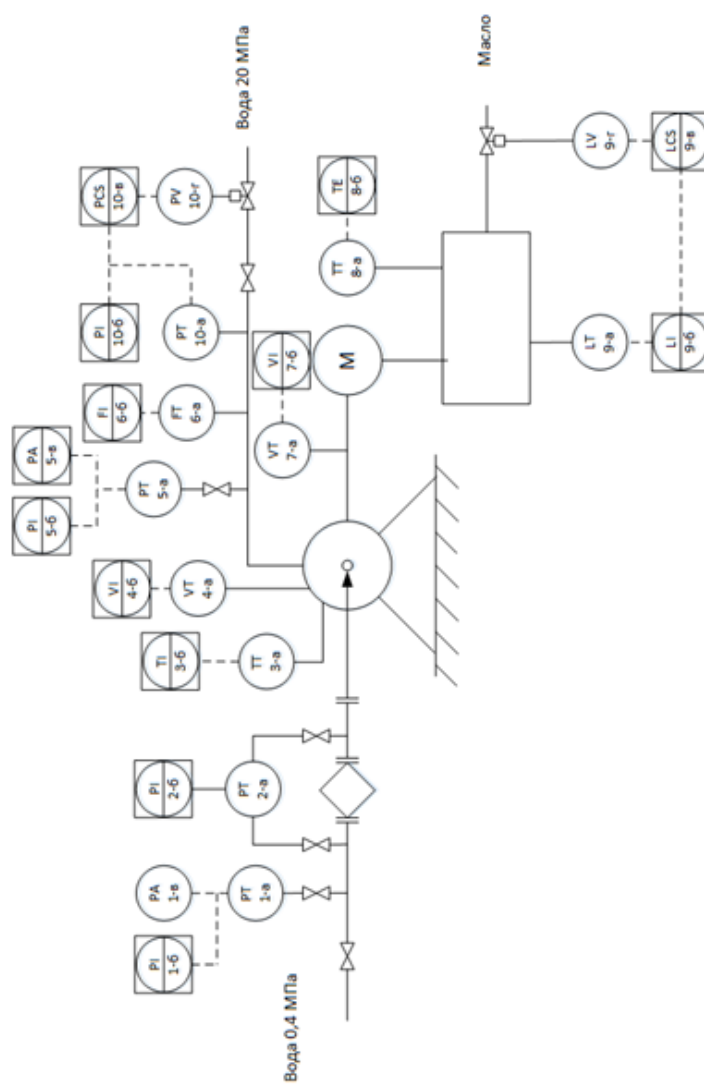 PI
5-б
PA
5-в
VI
4-б
FI
6-б
PI
10-б
PCS
10-в
PI
1-б
PA
1-в
PI
2-б
TI
3-б
PT
5-а
VT
4-а
FT
6-а
PT
10-а
PV
10-г
PT
1-а
PT
2-а
TT
3-а
Вода 20 МПа
Вода 0,4 МПа
VT
7-а
VI
7-б
M
TT
8-а
TE
8-б
Масло
LT
9-а
LV
9-г
LI
9-б
LCS
9-в